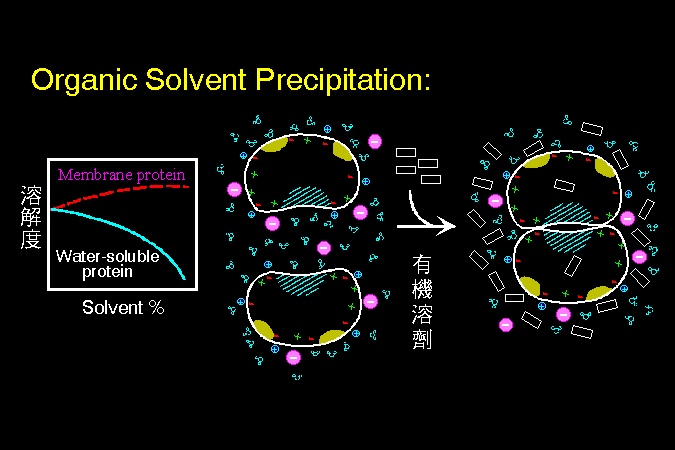 Organic Solvent Precipitation:
溶解度
Membrane protein
Water-soluble
protein
Solvent %
有機溶劑